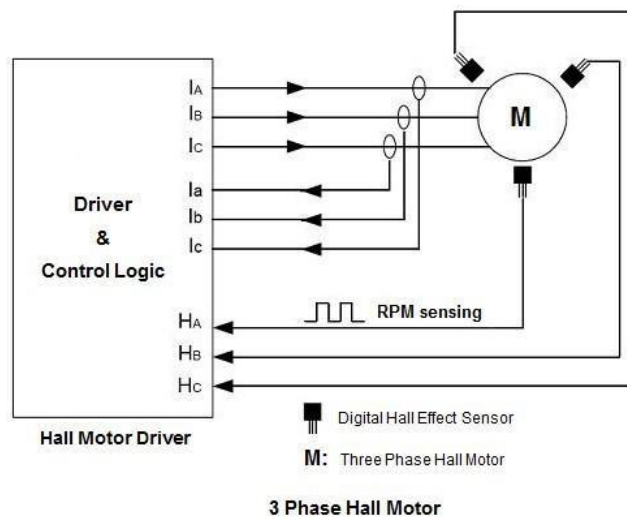 IA
IB
IC
M
Ia
Ib
Ic
Driver
&
Control Logic
HA
RPM sensing
HB
HC
Hall Motor Driver
Digital Hall Effect Sensor
M: Three Phase Hall Motor
3 Phase Hall Motor